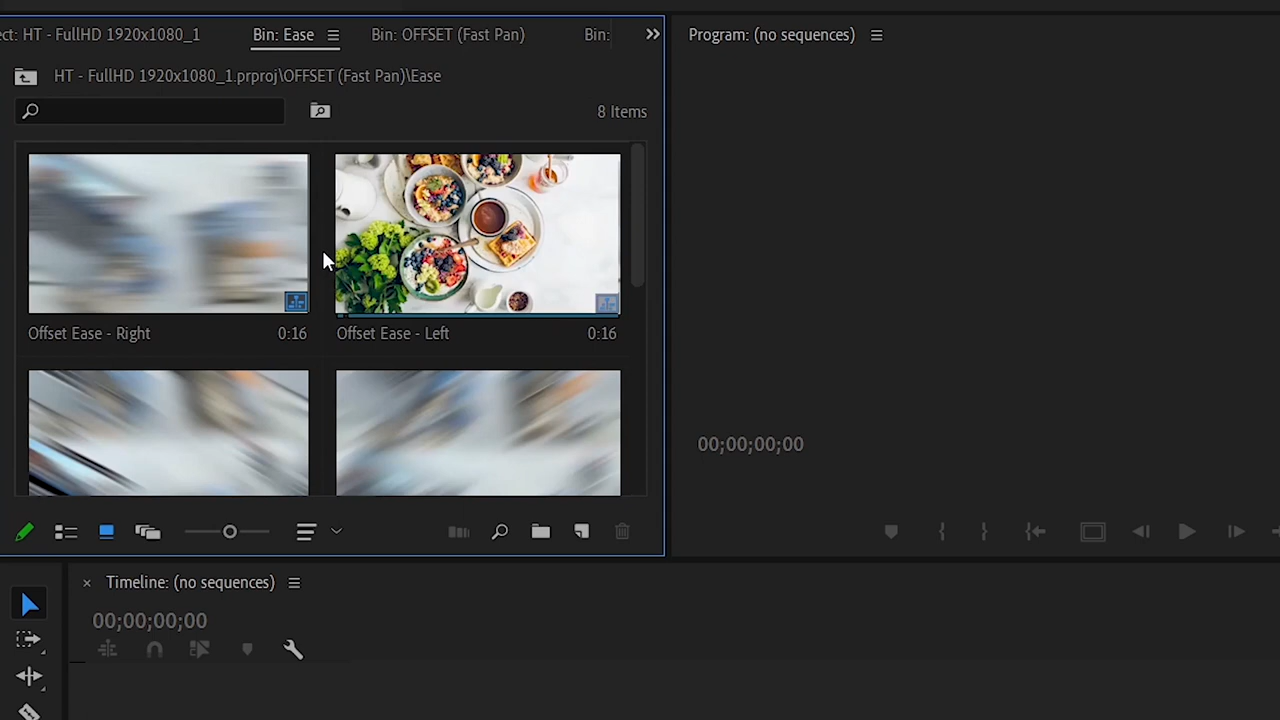 ct: HT - FullHD 1920x1080_1
Bin: Ease
Bin: OFFSET (Fast Pan)
Bin:
Program: (no sequences)
HT - FullHD 1920x1080_1.prproj\OFFSET (Fast Pan)\Ease
8 Items
Offset Ease - Right
0:16
Offset Ease - Left
0:16
00;00;00;00
Timeline: (no sequences)
00;00;00;00